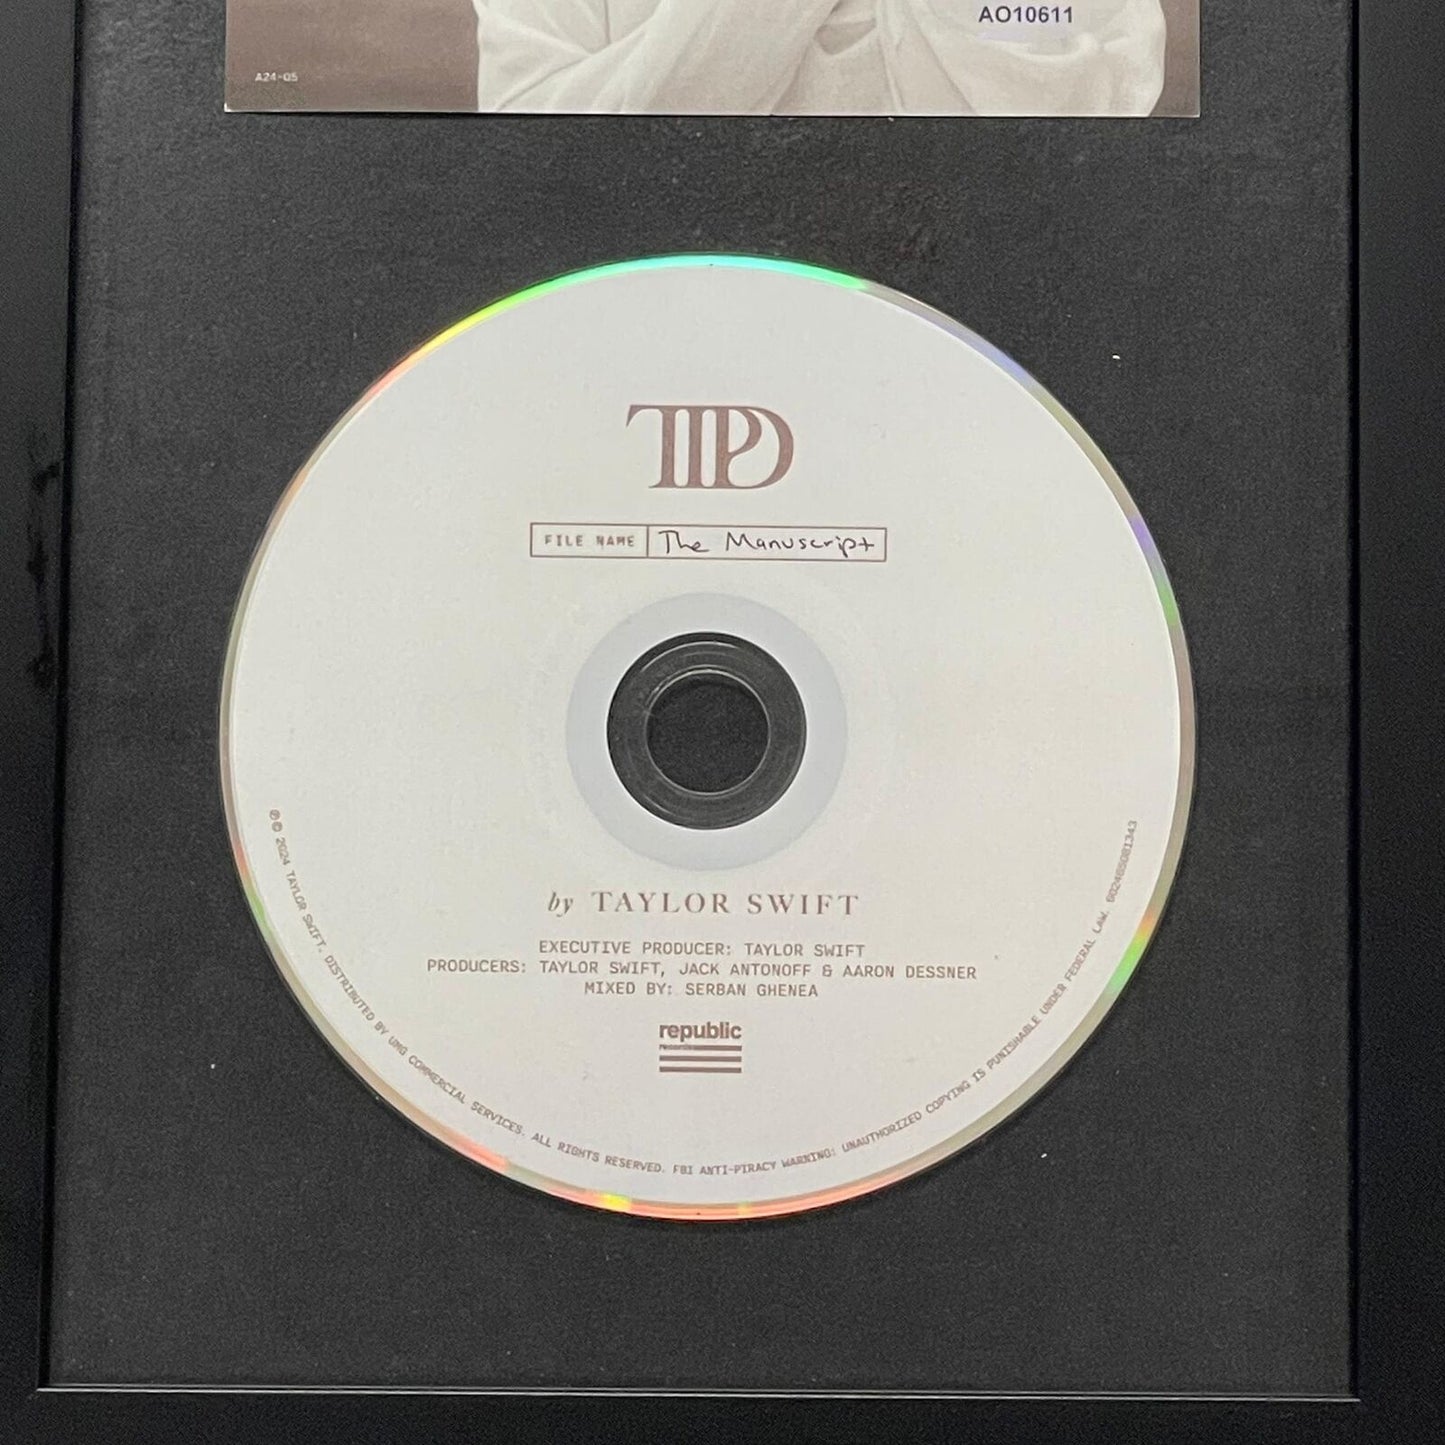 AO10611
A24-05
TTPD
FILE NAME The Manuscript
by TAYLOR SWIFT
EXECUTIVE PRODUCER: TAYLOR SWIFT
PRODUCERS: TAYLOR SWIFT, JACK ANTONOFF & AARON DESSNER
MIXED BY: SERBAN GHENEA
republic
records
℗© 2024 TAYLOR SWIFT. DISTRIBUTED BY UMG COMMERCIAL SERVICES. ALL RIGHTS RESERVED. FBI ANTI-PIRACY WARNING: UNAUTHORIZED COPYING IS PUNISHABLE UNDER FEDERAL LAW. 602465081343